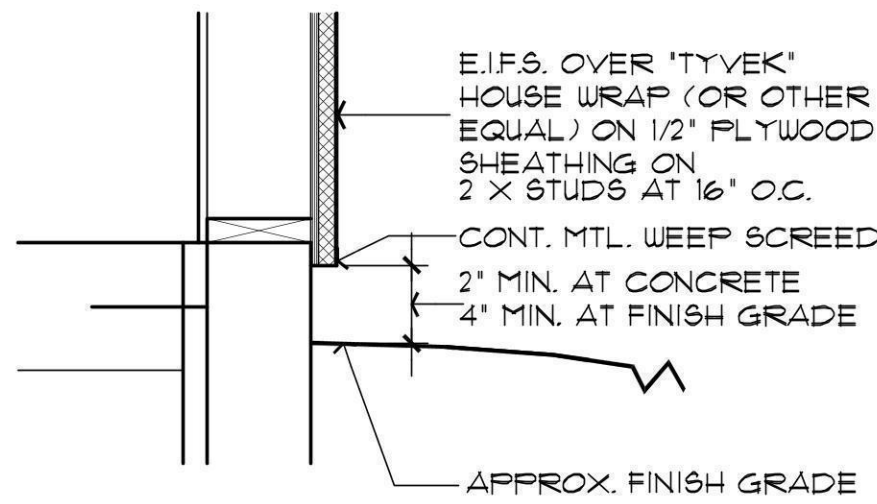 E.I.F.S. OVER "TYVEK"
HOUSE WRAP (OR OTHER
EQUAL) ON 1/2" PLYWOOD
SHEATHING ON
2 X STUDS AT 16" O.C.
CONT. MTL. WEEP SCREED
2" MIN. AT CONCRETE
4" MIN. AT FINISH GRADE
APPROX. FINISH GRADE